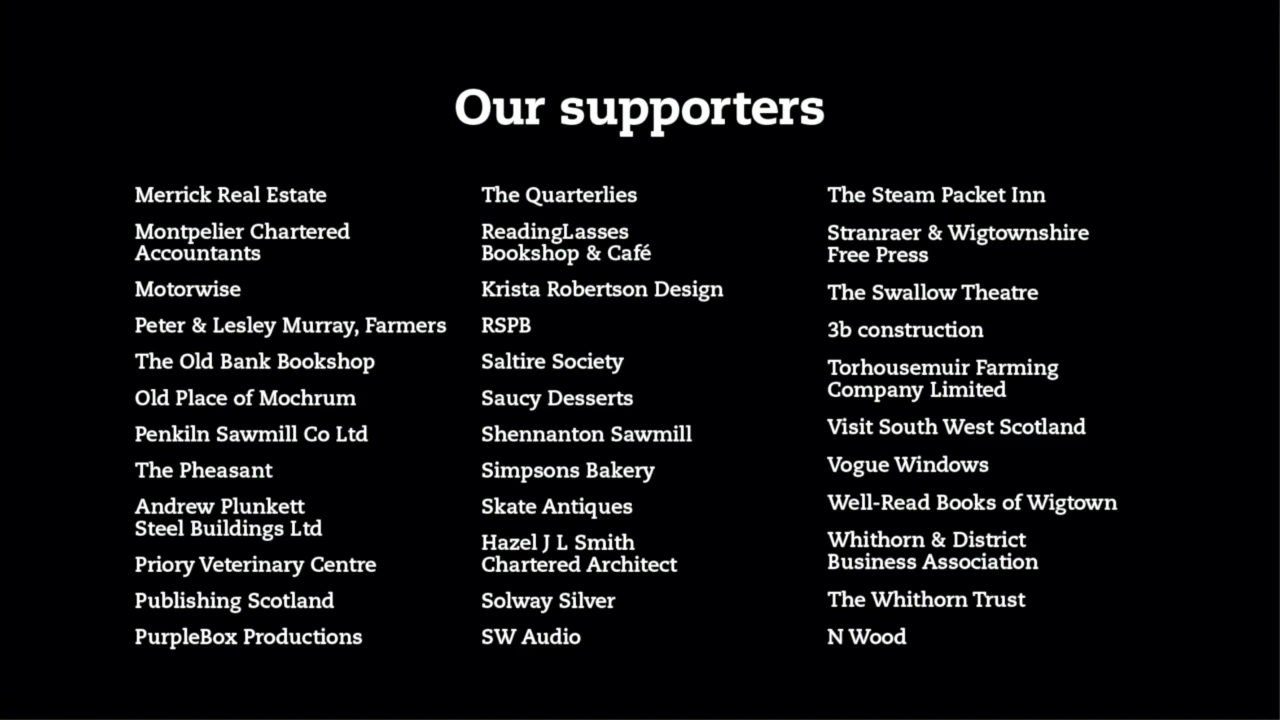 Our supporters
Merrick Real Estate
Montpelier Chartered
Accountants
Motorwise
Peter & Lesley Murray, Farmers
The Old Bank Bookshop
Old Place of Mochrum
Penkiln Sawmill Co Ltd
The Pheasant
Andrew Plunkett
Steel Buildings Ltd
Priory Veterinary Centre
Publishing Scotland
PurpleBox Productions
The Quarterlies
ReadingLasses
Bookshop & Café
Krista Robertson Design
RSPB
Saltire Society
Saucy Desserts
Shennanton Sawmill
Simpsons Bakery
Skate Antiques
Hazel J L Smith
Chartered Architect
Solway Silver
SW Audio
The Steam Packet Inn
Stranraer & Wigtownshire
Free Press
The Swallow Theatre
3b construction
Torhousemuir Farming
Company Limited
Visit South West Scotland
Vogue Windows
Well-Read Books of Wigtown
Whithorn & District
Business Association
The Whithorn Trust
N Wood